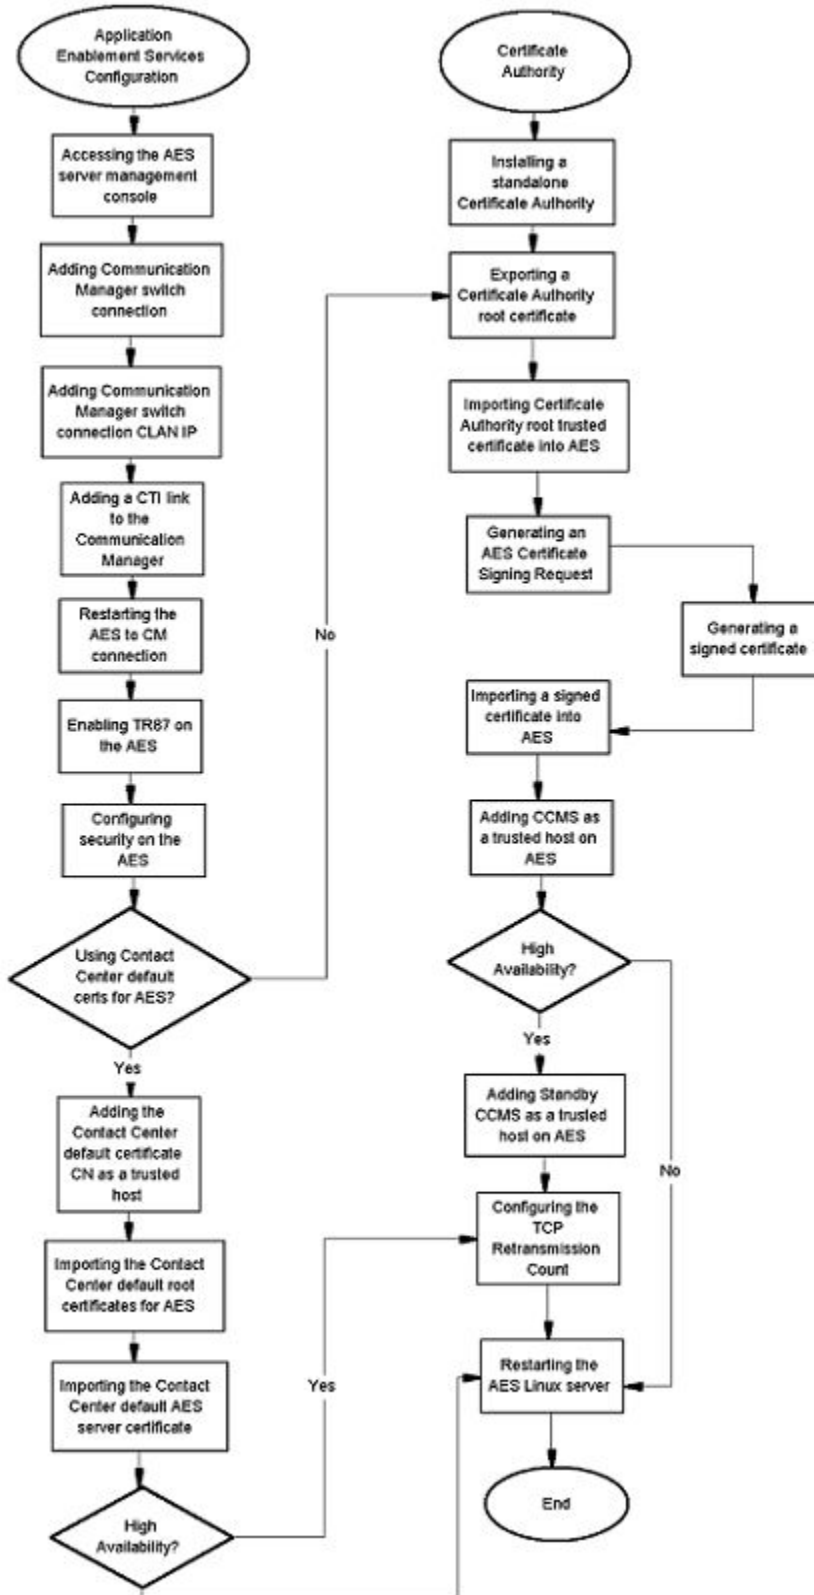 Application
Enablement Services
Configuration
Accessing the AES
server management
console
Adding Communication
Manager switch
connection
Adding Communication
Manager switch
connection CLAN IP
Adding a CTI link
to the
Communication
Manager
Restarting the
AES to CM
connection
Enabling TR87 on
the AES
Configuring
security on the
AES
Using Contact
Center default
certs for AES?
No
Yes
Adding the
Contact Center
default certificate
CN as a trusted
host
Importing the Contact
Center default root
certificates for AES
Importing the Contact
Center default AES
server certificate
High
Availability?
Yes
Certificate
Authority
Installing a
standalone
Certificate Authority
Exporting a
Certificate Authority
root certificate
Importing Certificate
Authority root trusted
certificate into AES
Generating an
AES Certificate
Signing Request
Generating a
signed certificate
Importing a signed
certificate into
AES
Adding CCMS as
a trusted host on
AES
High
Availability?
Yes
No
Adding Standby
CCMS as a trusted
host on AES
Configuring the
TCP
Retransmission
Count
Restarting the
AES Linux server
End